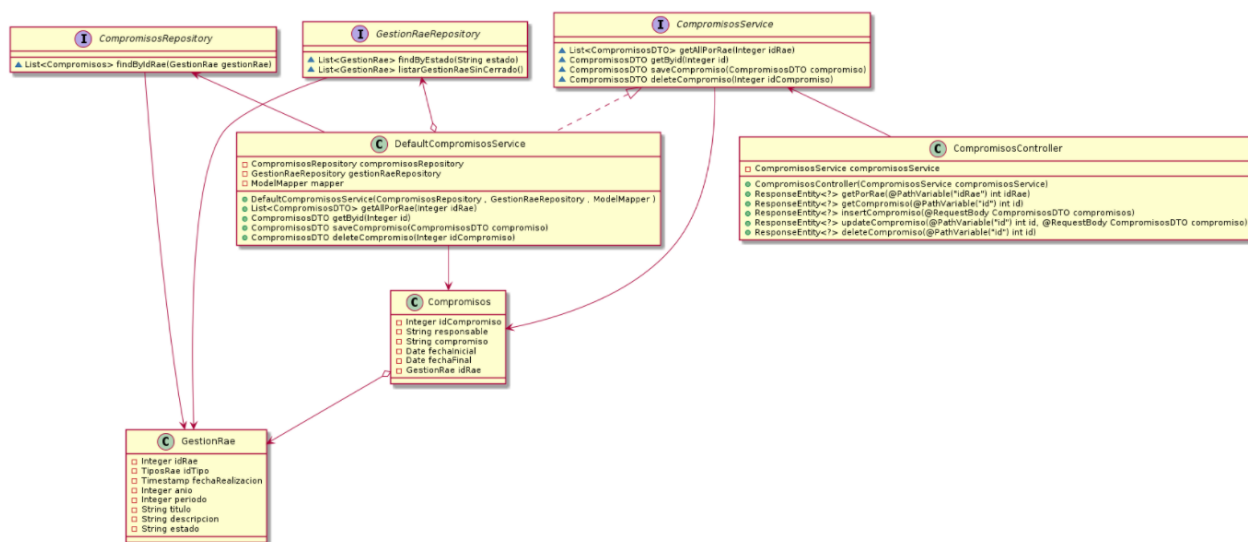 I CompromisosRepository
List<Compromisos> findByIdRae(GestionRae gestionRae)
I GestionRaeRepository
List<GestionRae> findByEstado(String estado)
List<GestionRae> listarGestionRaeSinCerrado()
I CompromisosService
List<CompromisosDTO> getAllPorRae(Integer idRae)
CompromisosDTO getByid(Integer id)
CompromisosDTO saveCompromiso(CompromisosDTO compromiso)
CompromisosDTO deleteCompromiso(Integer idCompromiso)
C DefaultCompromisosService
CompromisosRepository compromisosRepository
GestionRaeRepository gestionRaeRepository
ModelMapper mapper
DefaultCompromisosService(CompromisosRepository , GestionRaeRepository , ModelMapper )
List<CompromisosDTO> getAllPorRae(Integer idRae)
CompromisosDTO getByid(Integer id)
CompromisosDTO saveCompromiso(CompromisosDTO compromiso)
CompromisosDTO deleteCompromiso(Integer idCompromiso)
C CompromisosController
CompromisosService compromisosService
CompromisosController(CompromisosService compromisosService)
ResponseEntity<?> getPorRae(@PathVariable("idRae") int idRae)
ResponseEntity<?> getCompromiso(@PathVariable("id") int id)
ResponseEntity<?> insertCompromiso(@RequestBody CompromisosDTO compromisos)
ResponseEntity<?> updateCompromiso(@PathVariable("id") int id, @RequestBody CompromisosDTO compromiso)
ResponseEntity<?> deleteCompromiso(@PathVariable("id") int id)
C Compromisos
Integer idCompromiso
String responsable
String compromiso
Date fechaInicial
Date fechaFinal
GestionRae idRae
C GestionRae
Integer idRae
TiposRae idTipo
Timestamp fechaRealizacion
Integer anio
Integer periodo
String titulo
String descripcion
String estado